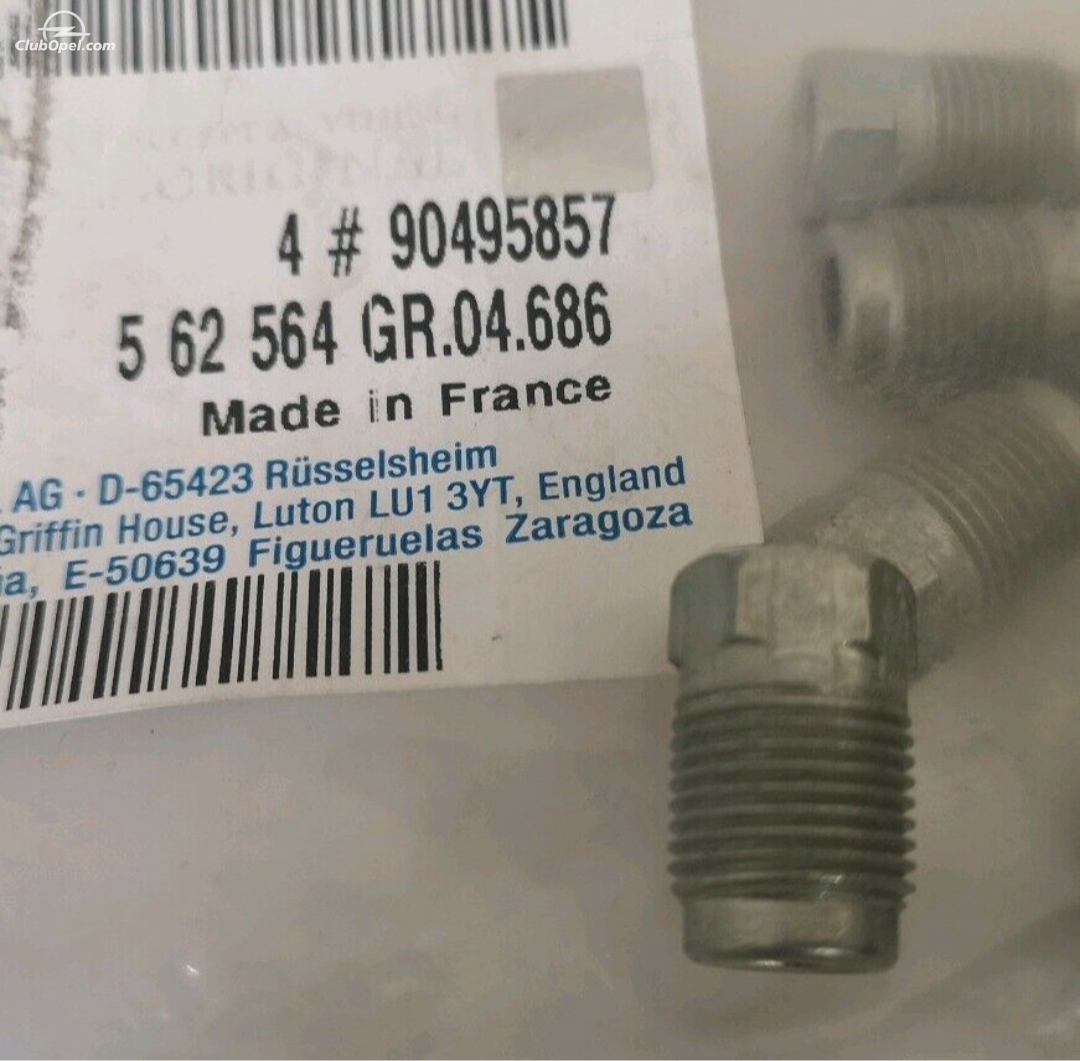 ClubOpel.com
4 # 90495857
5 62 564 GR.04.686
Made in France
AG · D-65423 Rüsselsheim
Griffin House, Luton LU1 3YT, England
E-50639 Figueruelas Zaragoza